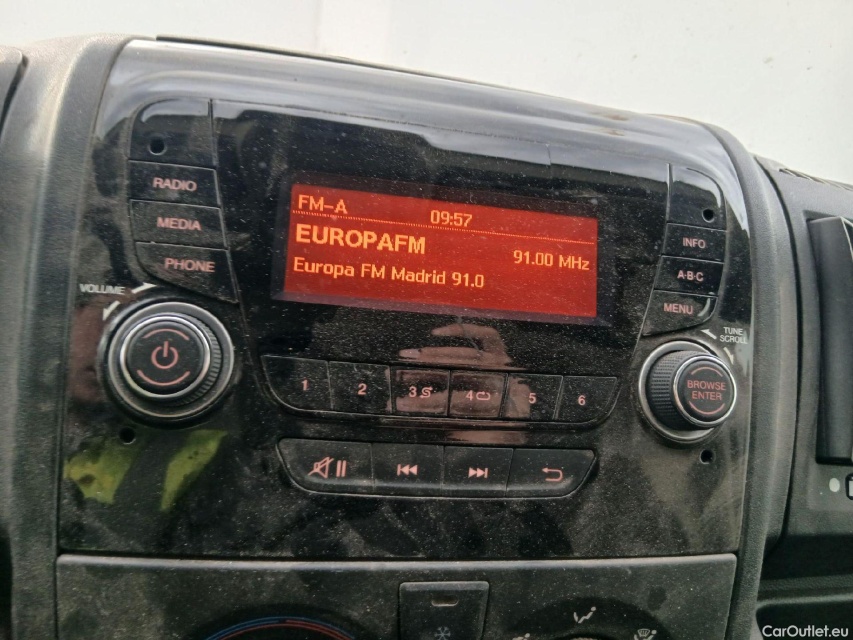 FM-A 09:57
EUROPAFM 91.00 MHz
Europa FM Madrid 91.0
RADIO
MEDIA
PHONE
VOLUME
INFO
A-B-C
MENU
TUNE
SCROLL
BROWSE
ENTER
1 2 3 4 5 6
CarOutlet.eu